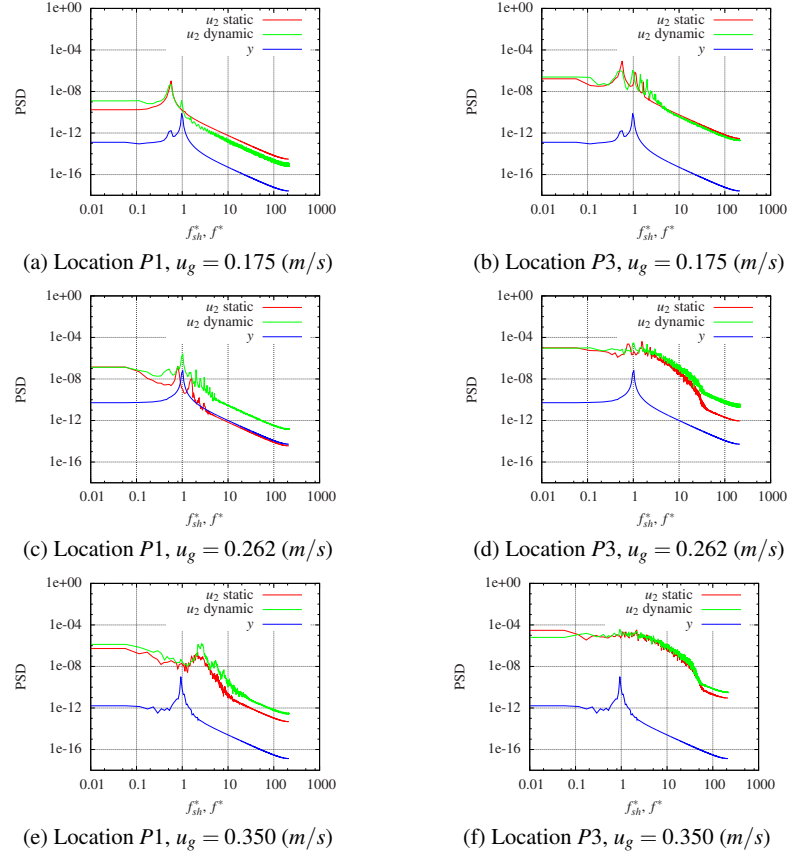 1e+00
1e-04
1e-08
1e-12
1e-16
PSD
0.01 0.1 1 10 100 1000
f*sh, f*
u2 static
u2 dynamic
y
(a) Location P1, ug = 0.175 (m/s)
1e+00
1e-04
1e-08
1e-12
1e-16
PSD
0.01 0.1 1 10 100 1000
f*sh, f*
u2 static
u2 dynamic
y
(b) Location P3, ug = 0.175 (m/s)
1e+00
1e-04
1e-08
1e-12
1e-16
PSD
0.01 0.1 1 10 100 1000
f*sh, f*
u2 static
u2 dynamic
y
(c) Location P1, ug = 0.262 (m/s)
1e+00
1e-04
1e-08
1e-12
1e-16
PSD
0.01 0.1 1 10 100 1000
f*sh, f*
u2 static
u2 dynamic
y
(d) Location P3, ug = 0.262 (m/s)
1e+00
1e-04
1e-08
1e-12
1e-16
PSD
0.01 0.1 1 10 100 1000
f*sh, f*
u2 static
u2 dynamic
y
(e) Location P1, ug = 0.350 (m/s)
1e+00
1e-04
1e-08
1e-12
1e-16
PSD
0.01 0.1 1 10 100 1000
f*sh, f*
u2 static
u2 dynamic
y
(f) Location P3, ug = 0.350 (m/s)